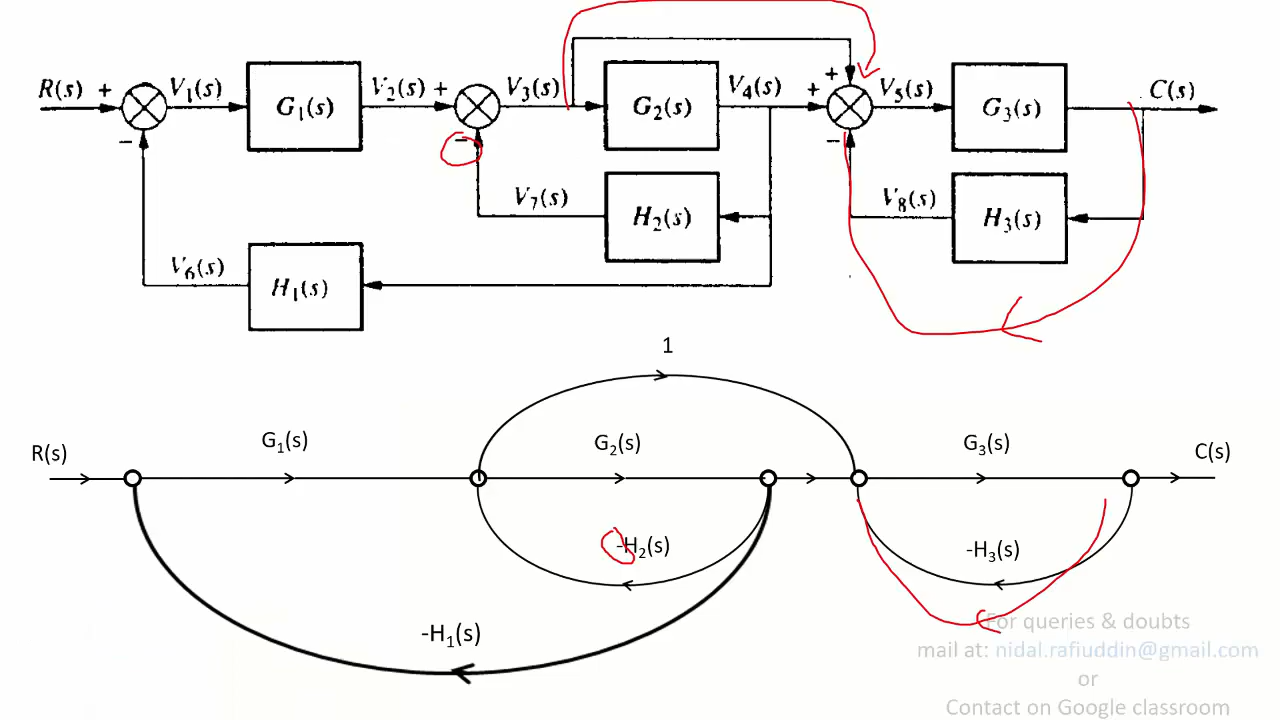 R(s) + V₁(s) G₁(s) V₂(s) + V₃(s) G₂(s) V₄(s) + + V₅(s) G₃(s) C(s)
− − −
V₇(s) H₂(s) V₈(s) H₃(s)
V₆(s) H₁(s)
1
R(s) G₁(s) G₂(s) G₃(s) C(s)
-H₂(s) -H₃(s)
-H₁(s)
For queries & doubts
mail at: nidal.rafiuddin@gmail.com
or
Contact on Google classroom